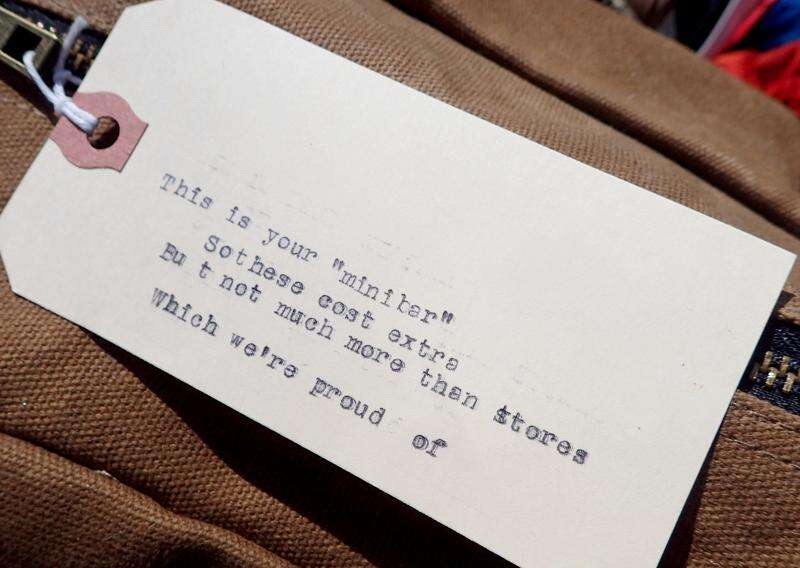 This is your "minibar"
Sothese cost extra
Bu t not much more than stores
Which we're proud of